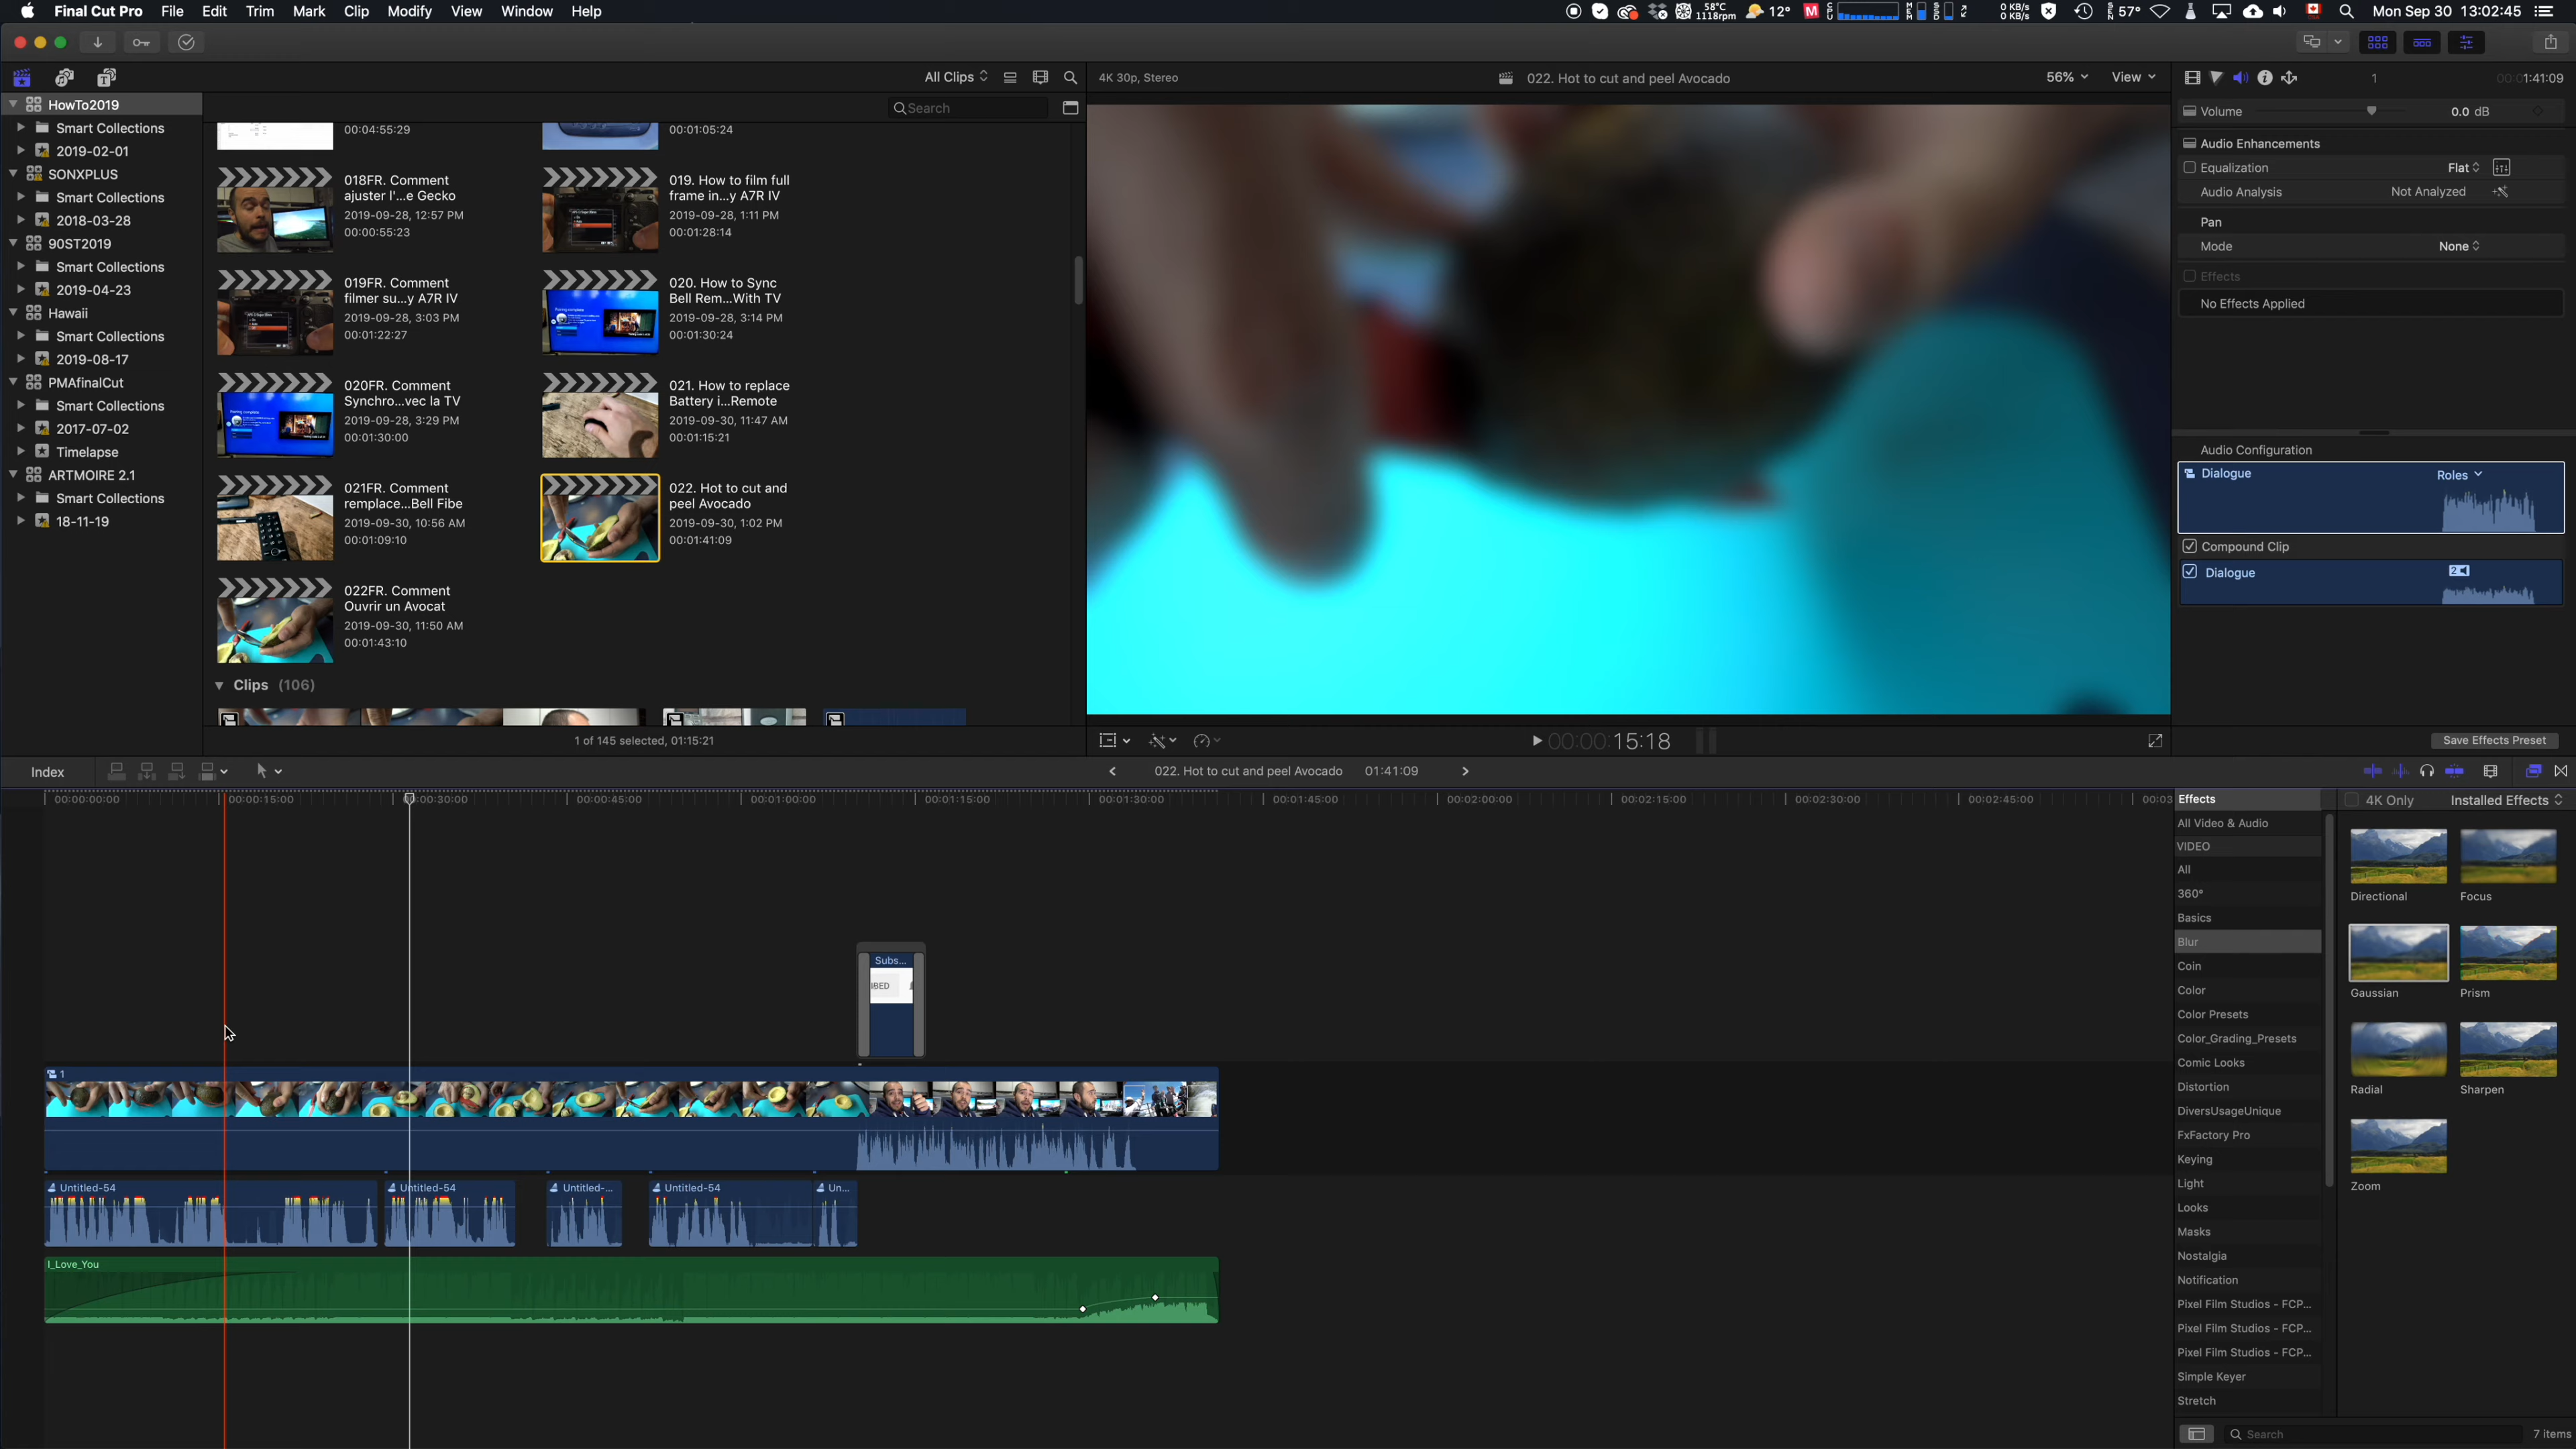 Final Cut Pro File Edit Trim Mark Clip Modify View Window Help
58°C 1118rpm 12° 0 KB/s 0 KB/s 57° Mon Sep 30 13:02:45
All Clips
4K 30p, Stereo 022. Hot to cut and peel Avocado 56% View
1 00:01:41:09
HowTo2019
Smart Collections
2019-02-01
SONXPLUS
Smart Collections
2018-03-28
90ST2019
Smart Collections
2019-04-23
Hawaii
Smart Collections
2019-08-17
PMAfinalCut
Smart Collections
2017-07-02
Timelapse
ARTMOIRE 2.1
Smart Collections
18-11-19
Search
00:04:55:29
00:01:05:24
018FR. Comment
ajuster l'...e Gecko
2019-09-28, 12:57 PM
00:00:55:23
019. How to film full
frame in...y A7R IV
2019-09-28, 1:11 PM
00:01:28:14
019FR. Comment
filmer su...y A7R IV
2019-09-28, 3:03 PM
00:01:22:27
020. How to Sync
Bell Rem...With TV
2019-09-28, 3:14 PM
00:01:30:24
020FR. Comment
Synchro...vec la TV
2019-09-28, 3:29 PM
00:01:30:00
021. How to replace
Battery i...Remote
2019-09-30, 11:47 AM
00:01:15:21
021FR. Comment
remplace...Bell Fibe
2019-09-30, 10:56 AM
00:01:09:10
022. Hot to cut and
peel Avocado
2019-09-30, 1:02 PM
00:01:41:09
022FR. Comment
Ouvrir un Avocat
2019-09-30, 11:50 AM
00:01:43:10
Clips (106)
1 of 145 selected, 01:15:21
00:00:15:18
Volume 0.0 dB
Audio Enhancements
Equalization Flat
Audio Analysis Not Analyzed
Pan
Mode None
Effects
No Effects Applied
Audio Configuration
Dialogue Roles
Compound Clip
Dialogue 2
Save Effects Preset
Index
022. Hot to cut and peel Avocado 01:41:09
00:00:00:00 00:00:15:00 00:00:30:00 00:00:45:00 00:01:00:00 00:01:15:00 00:01:30:00 00:01:45:00 00:02:00:00 00:02:15:00 00:02:30:00 00:02:45:00 00:03
Subs...
IBED
1
Untitled-54 Untitled-54 Untitled-... Untitled-54 Un...
I_Love_You
Effects
4K Only Installed Effects
All Video & Audio
VIDEO
All
360°
Basics
Blur
Coin
Color
Color Presets
Color_Grading_Presets
Comic Looks
Distortion
DiversUsageUnique
FxFactory Pro
Keying
Light
Looks
Masks
Nostalgia
Notification
Pixel Film Studios - FCP...
Pixel Film Studios - FCP...
Pixel Film Studios - FCP...
Simple Keyer
Stretch
Directional Focus
Gaussian Prism
Radial Sharpen
Zoom
Search 7 items